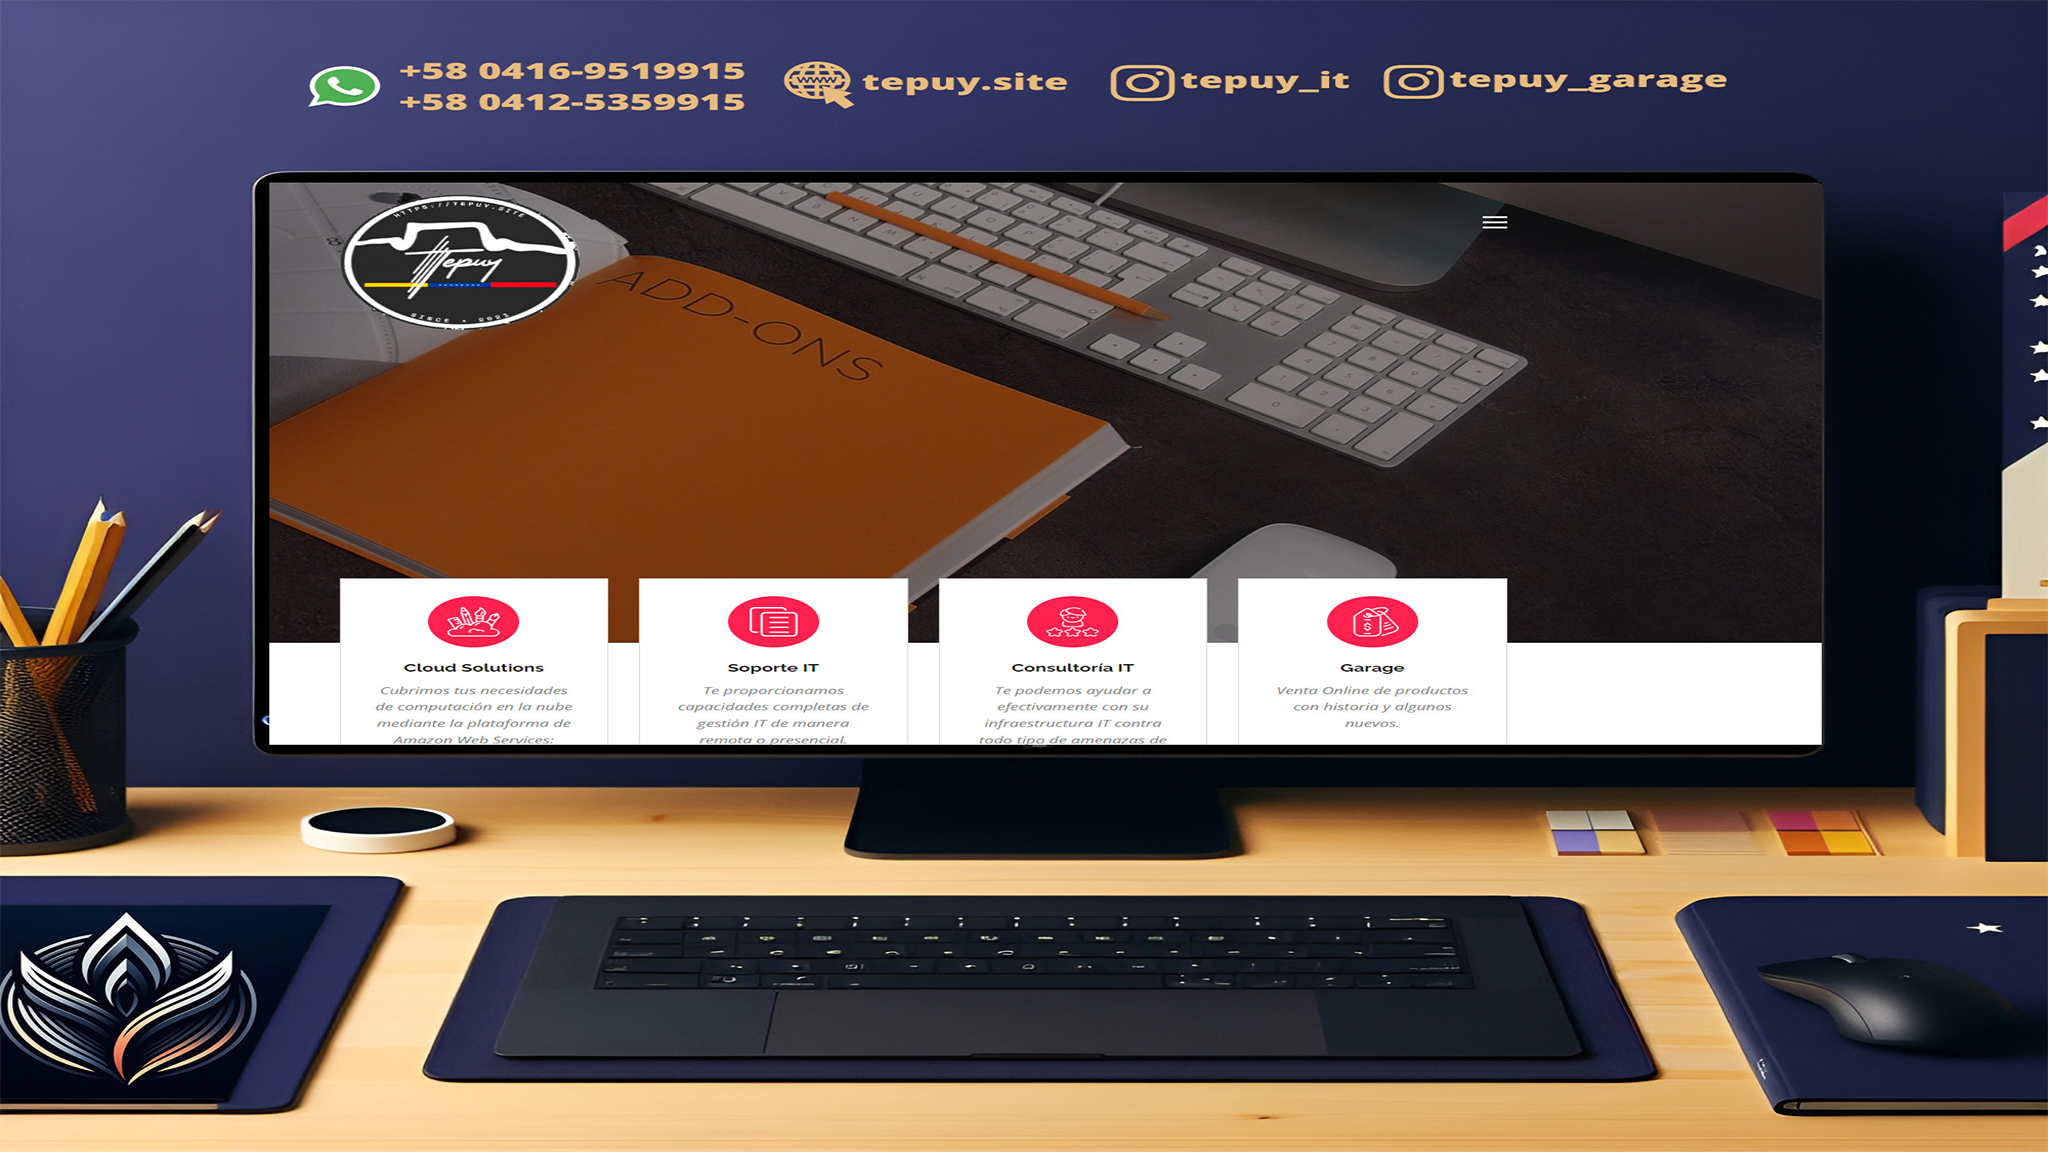 +58 0416-9519915
+58 0412-5359915
www
tepuy.site
tepuy_it
tepuy_garage
HTTPS://TEPUY.SITE
Tepuy
SINCE - 2021
ADD-ONS
Cloud Solutions
Cubrimos tus necesidades
de computación en la nube
mediante la plataforma de
Amazon Web Services:
Soporte IT
Te proporcionamos
capacidades completas de
gestión IT de manera
remota o presencial.
Consultoría IT
Te podemos ayudar a
efectivamente con su
infraestructura IT contra
todo tipo de amenazas de
Garage
Venta Online de productos
con historia y algunos
nuevos.